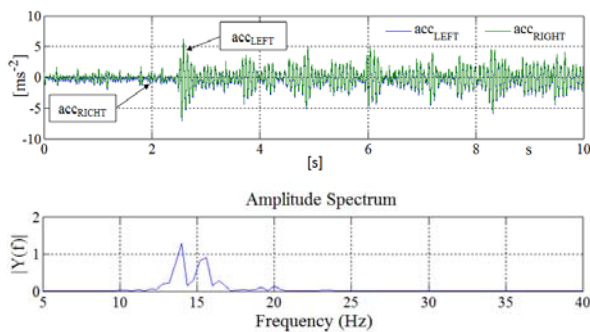 10
5
0
-5
-10
[ms⁻²]
acc_LEFT
acc_RICHT
acc_LEFT
acc_RIGHT
0 2 4 6 8 10
[s] s
Amplitude Spectrum
2
1
0
|Y(f)|
5 10 15 20 25 30 35 40
Frequency (Hz)